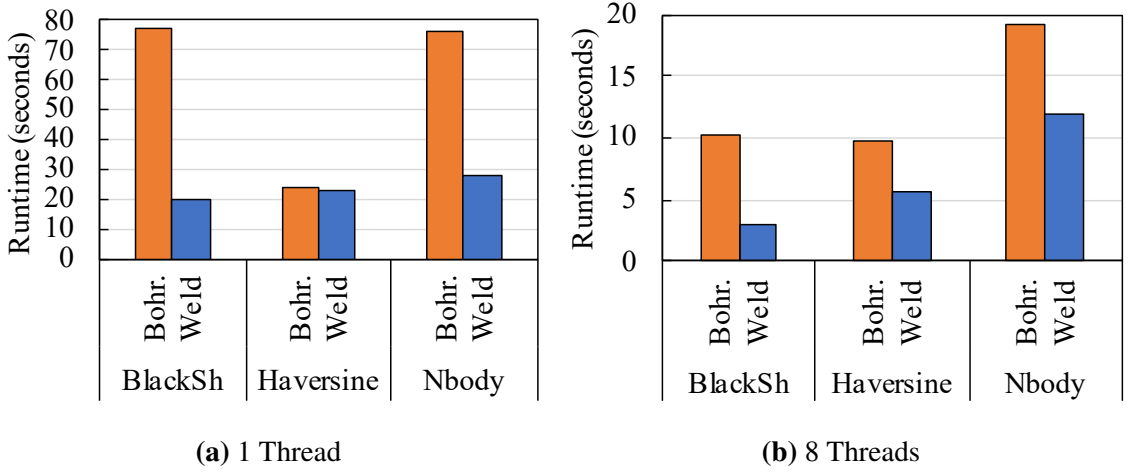 Runtime (seconds)
80
70
60
50
40
30
20
10
0
Bohr. Weld Bohr. Weld Bohr. Weld
BlackSh Haversine Nbody
(a) 1 Thread
Runtime (seconds)
20
15
10
5
0
Bohr. Weld Bohr. Weld Bohr. Weld
BlackSh Haversine Nbody
(b) 8 Threads